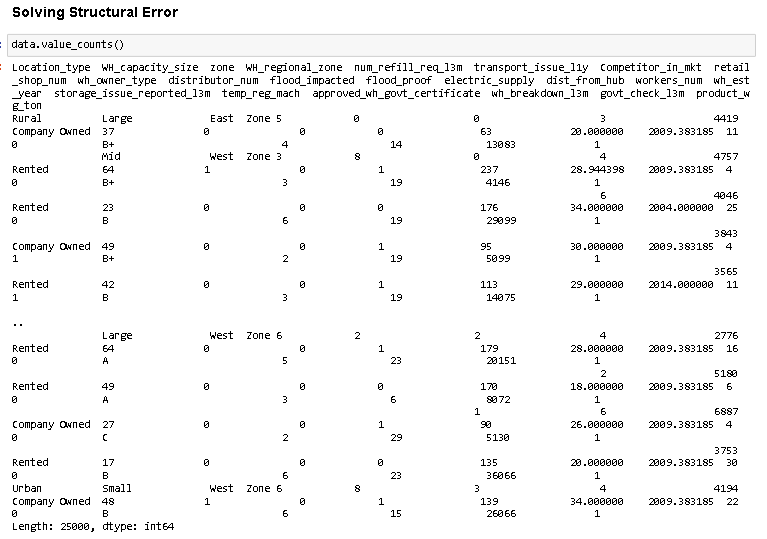 Solving Structural Error
data.value_counts()
Location_type WH_capacity_size zone WH_regional_zone num_refill_req_l3m transport_issue_l1y Competitor_in_mkt retail
_shop_num wh_owner_type distributor_num flood_impacted flood_proof electric_supply dist_from_hub workers_num wh_est
_year storage_issue_reported_l3m temp_reg_mach approved_wh_govt_certificate wh_breakdown_l3m govt_check_l3m product_w
g_ton
Rural Large East Zone 5 0 0 3 4419
Company Owned 37 0 0 0 63 20.000000 2009.383185 11
0 B+ 4 14 13083 1
Mid West Zone 3 8 0 4 4757
Rented 64 1 0 1 237 28.944398 2009.383185 4
0 B+ 3 19 4146 1
6 4046
Rented 23 0 0 0 176 34.000000 2004.000000 25
0 B 6 19 29099 1
3843
Company Owned 49 0 0 1 95 30.000000 2009.383185 4
1 B+ 2 19 5099 1
3565
Rented 42 0 0 1 113 29.000000 2014.000000 11
1 B 3 19 14075 1
..
Large West Zone 6 2 2 4 2776
Rented 64 0 0 1 179 28.000000 2009.383185 16
0 A 5 23 20151 1
2 5180
Rented 49 0 0 0 170 18.000000 2009.383185 6
0 A 3 6 8072 1
1 6 6887
Company Owned 27 0 0 1 90 26.000000 2009.383185 4
0 C 2 29 5130 1
3753
Rented 17 0 0 0 135 20.000000 2009.383185 30
0 B 6 23 36066 1
Urban Small West Zone 6 8 3 4 4194
Company Owned 48 1 0 1 139 34.000000 2009.383185 22
0 B 6 15 26066 1
Length: 25000, dtype: int64